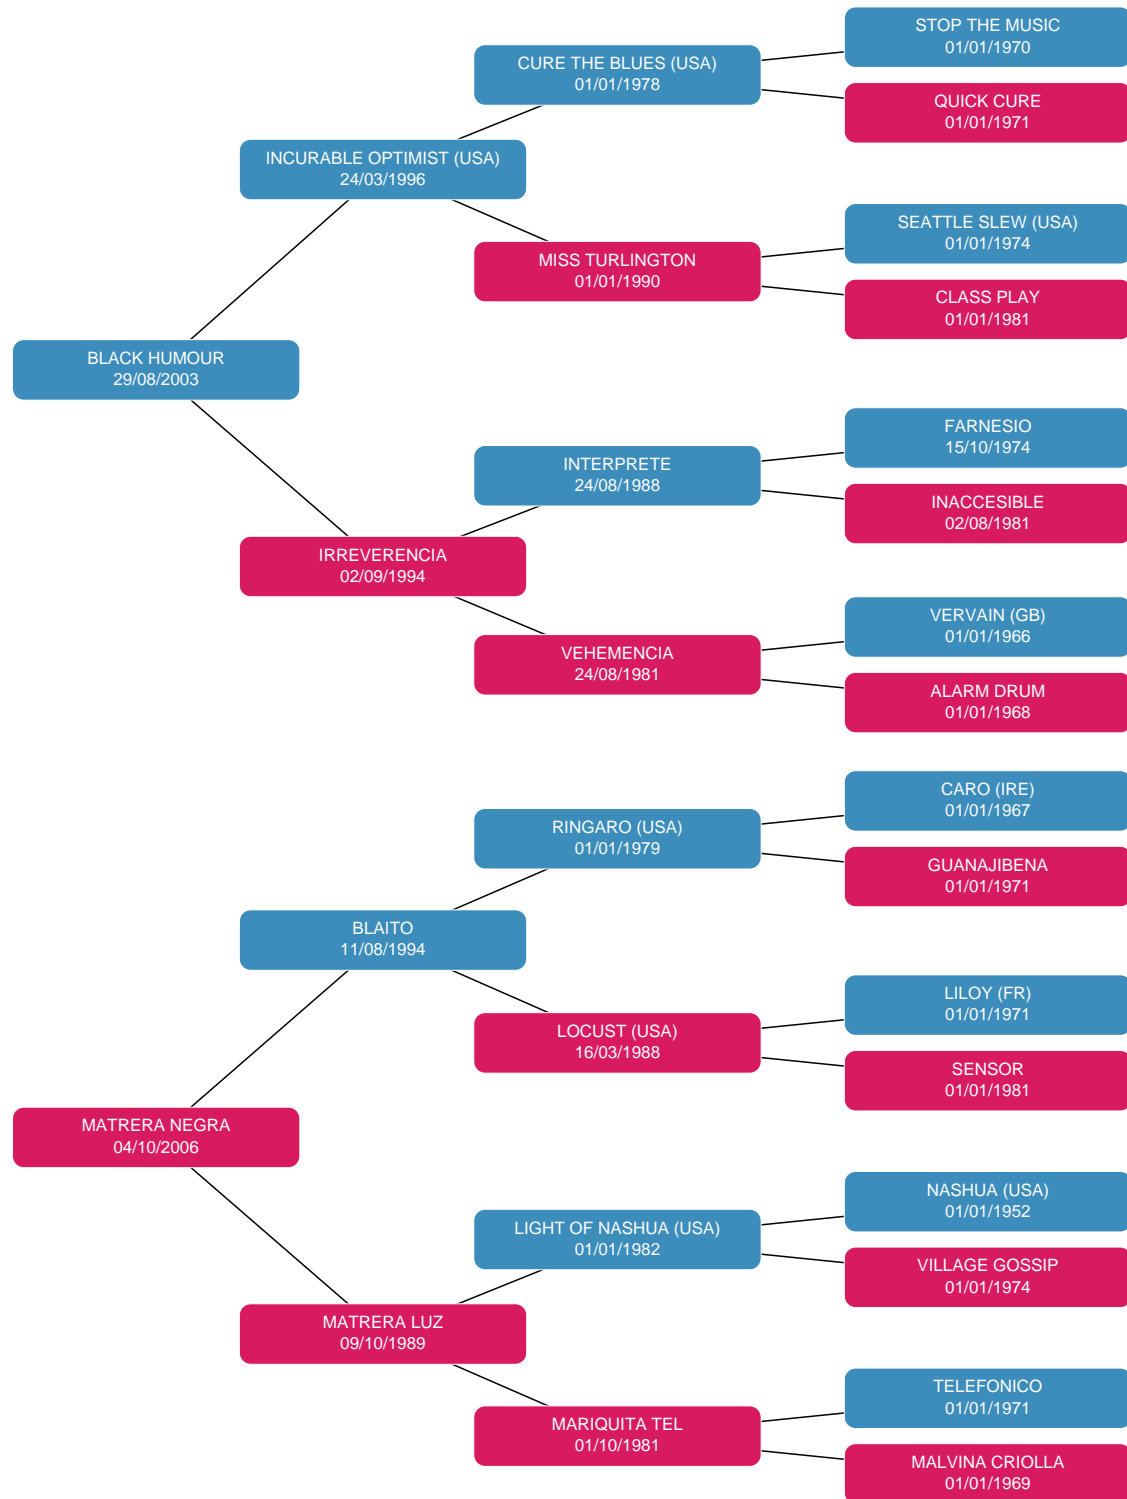 STOP THE MUSIC
01/01/1970
CURE THE BLUES (USA)
01/01/1978
QUICK CURE
01/01/1971
INCURABLE OPTIMIST (USA)
24/03/1996
SEATTLE SLEW (USA)
01/01/1974
MISS TURLINGTON
01/01/1990
CLASS PLAY
01/01/1981
BLACK HUMOUR
29/08/2003
FARNESIO
15/10/1974
INTERPRETE
24/08/1988
INACCESIBLE
02/08/1981
IRREVERENCIA
02/09/1994
VERVAIN (GB)
01/01/1966
VEHEMENCIA
24/08/1981
ALARM DRUM
01/01/1968
CARO (IRE)
01/01/1967
RINGARO (USA)
01/01/1979
GUANAJIBENA
01/01/1971
BLAITO
11/08/1994
LILOY (FR)
01/01/1971
LOCUST (USA)
16/03/1988
SENSOR
01/01/1981
MATRERA NEGRA
04/10/2006
NASHUA (USA)
01/01/1952
LIGHT OF NASHUA (USA)
01/01/1982
VILLAGE GOSSIP
01/01/1974
MATRERA LUZ
09/10/1989
TELEFONICO
01/01/1971
MARIQUITA TEL
01/10/1981
MALVINA CRIOLLA
01/01/1969